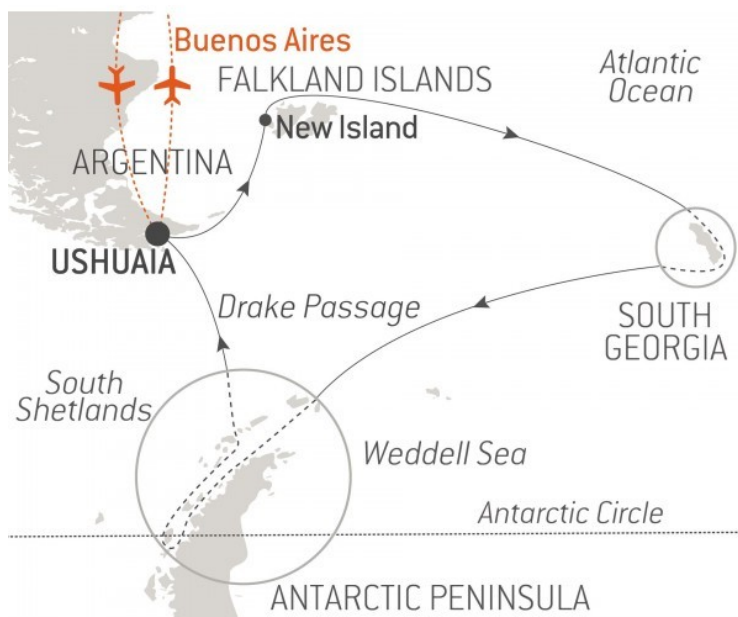 Buenos Aires
FALKLAND ISLANDS
Atlantic
Ocean
New Island
ARGENTINA
USHUAIA
Drake Passage
SOUTH
GEORGIA
South
Shetlands
Weddell Sea
Antarctic Circle
ANTARCTIC PENINSULA